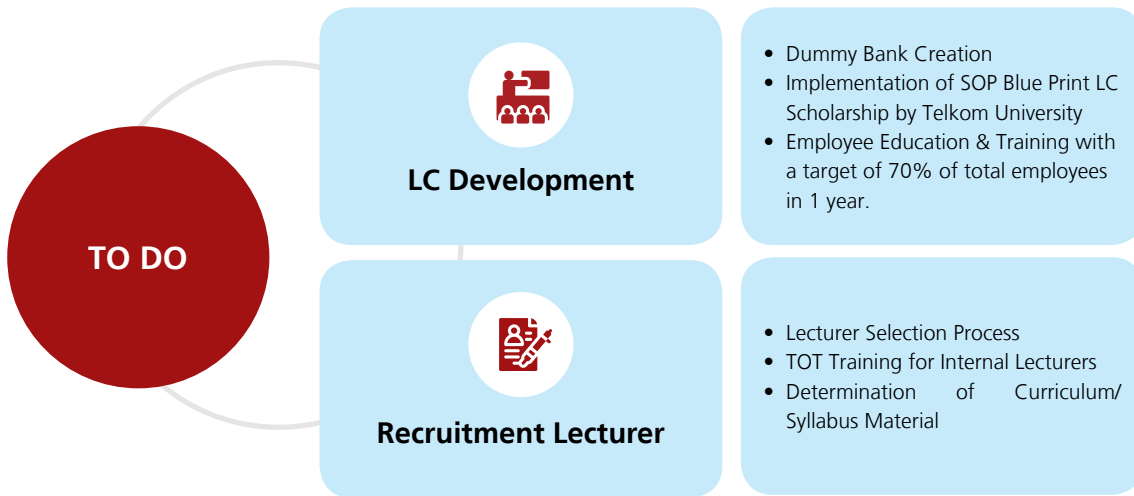 TO DO
LC Development
• Dummy Bank Creation
• Implementation of SOP Blue Print LC
Scholarship by Telkom University
• Employee Education & Training with
a target of 70% of total employees
in 1 year.
Recruitment Lecturer
• Lecturer Selection Process
• TOT Training for Internal Lecturers
• Determination of Curriculum/
Syllabus Material